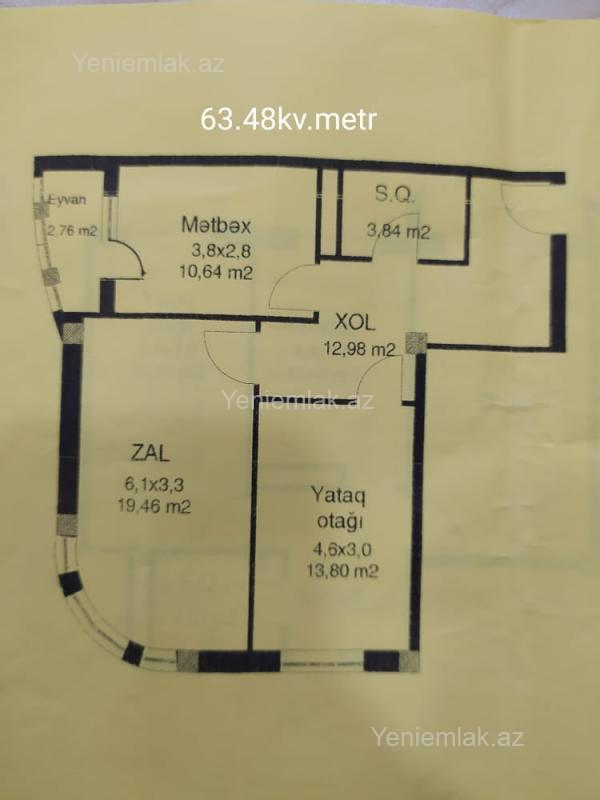 Yeniemlak.az
63.48kv.metr
Eyvan
2,76 m2
Mətbəx
3,8x2,8
10,64 m2
S.Q.
3,84 m2
XOL
12,98 m2
Yeniemlak.az
ZAL
6,1x3,3
19,46 m2
Yataq
otağı
4,6x3,0
13,80 m2
Yeniemlak.az